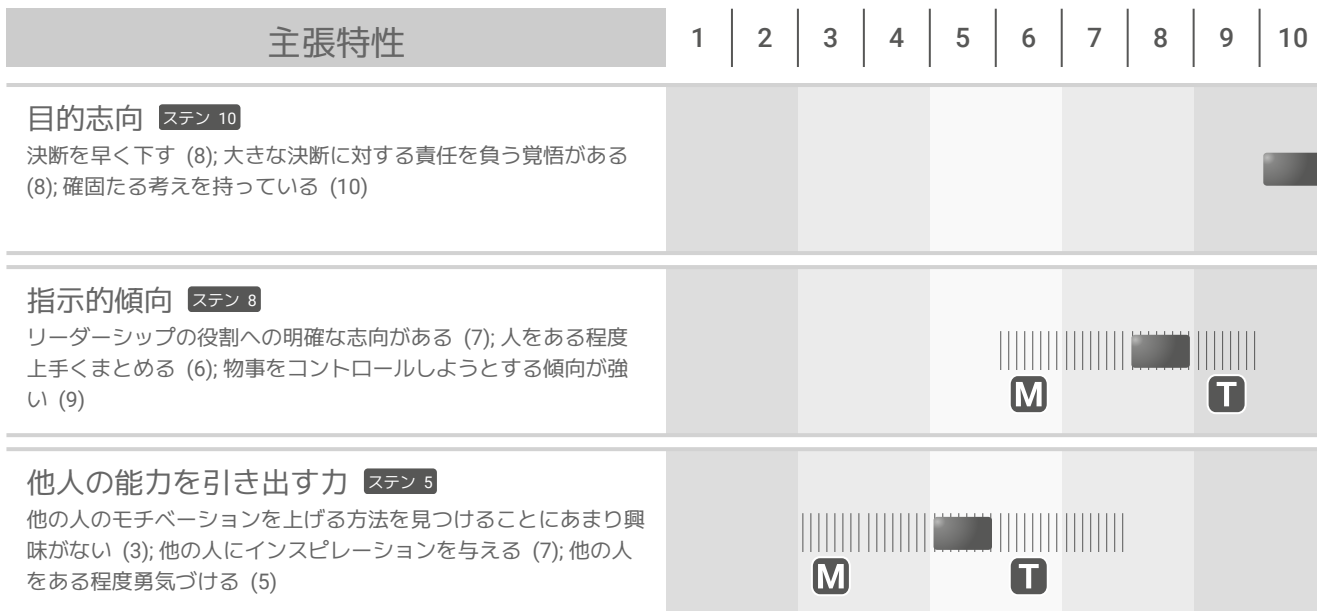 主張特性 1 2 3 4 5 6 7 8 9 10
目的志向 ステン 10
決断を早く下す (8); 大きな決断に対する責任を負う覚悟がある
(8); 確固たる考えを持っている (10)
指示的傾向 ステン 8
リーダーシップの役割への明確な志向がある (7); 人をある程度
上手くまとめる (6); 物事をコントロールしようとする傾向が強
い (9)
M T
他人の能力を引き出す力 ステン 5
他の人のモチベーションを上げる方法を見つけることにあまり興
味がない (3); 他の人にインスピレーションを与える (7); 他の人
をある程度勇気づける (5)
M T